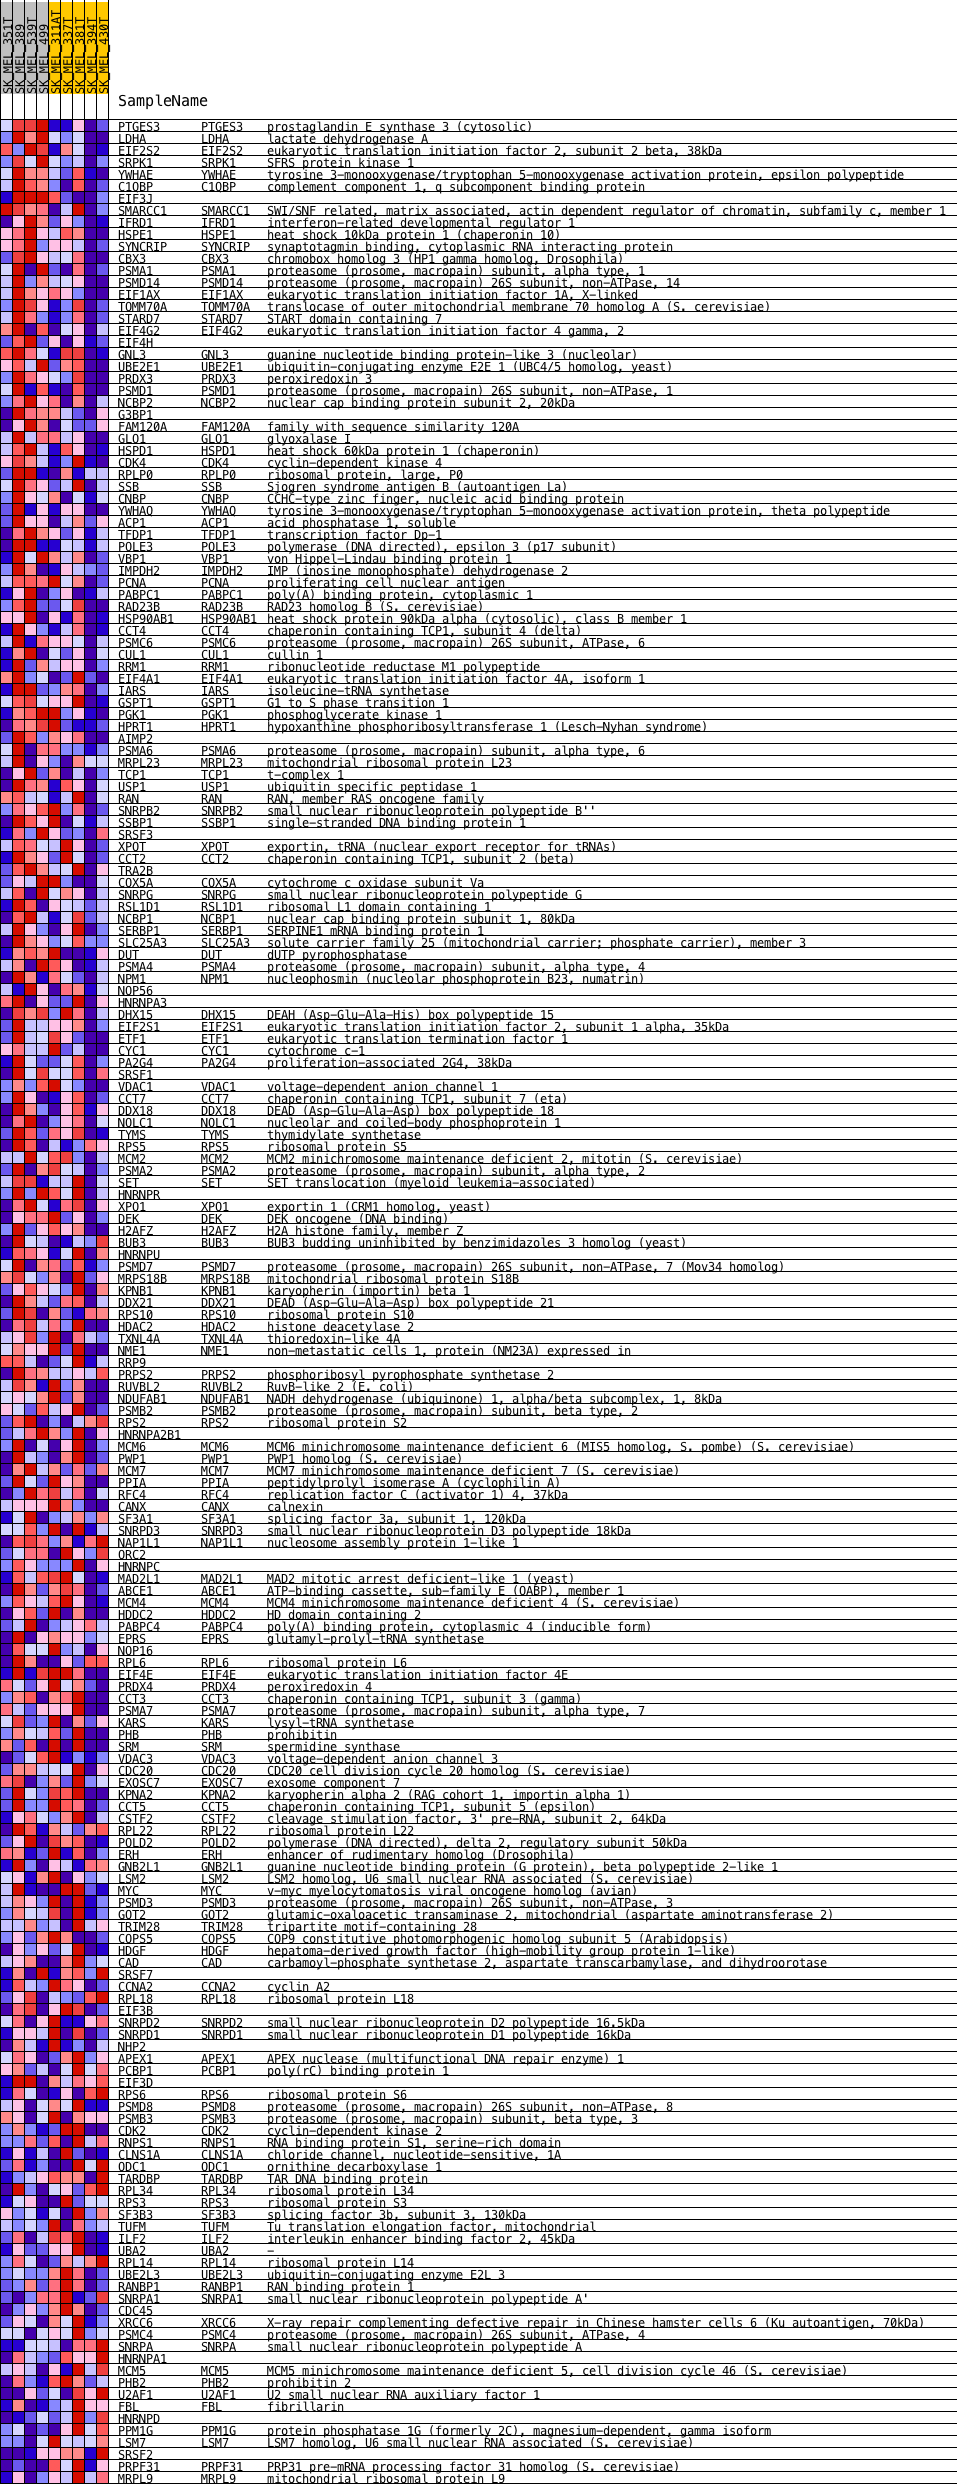 SK_MEL_351T
SK_MEL_389
SK_MEL_539T
SK_MEL_499
SK_MEL_311AT
SK_MEL_337T
SK_MEL_381T
SK_MEL_394T
SK_MEL_430T
SampleName
PTGES3 PTGES3 prostaglandin E synthase 3 (cytosolic)
LDHA LDHA lactate dehydrogenase A
EIF2S2 EIF2S2 eukaryotic translation initiation factor 2, subunit 2 beta, 38kDa
SRPK1 SRPK1 SFRS protein kinase 1
YWHAE YWHAE tyrosine 3-monooxygenase/tryptophan 5-monooxygenase activation protein, epsilon polypeptide
C1QBP C1QBP complement component 1, q subcomponent binding protein
EIF3J
SMARCC1 SMARCC1 SWI/SNF related, matrix associated, actin dependent regulator of chromatin, subfamily c, member 1
IFRD1 IFRD1 interferon-related developmental regulator 1
HSPE1 HSPE1 heat shock 10kDa protein 1 (chaperonin 10)
SYNCRIP SYNCRIP synaptotagmin binding, cytoplasmic RNA interacting protein
CBX3 CBX3 chromobox homolog 3 (HP1 gamma homolog, Drosophila)
PSMA1 PSMA1 proteasome (prosome, macropain) subunit, alpha type, 1
PSMD14 PSMD14 proteasome (prosome, macropain) 26S subunit, non-ATPase, 14
EIF1AX EIF1AX eukaryotic translation initiation factor 1A, X-linked
TOMM70A TOMM70A translocase of outer mitochondrial membrane 70 homolog A (S. cerevisiae)
STARD7 STARD7 START domain containing 7
EIF4G2 EIF4G2 eukaryotic translation initiation factor 4 gamma, 2
EIF4H
GNL3 GNL3 guanine nucleotide binding protein-like 3 (nucleolar)
UBE2E1 UBE2E1 ubiquitin-conjugating enzyme E2E 1 (UBC4/5 homolog, yeast)
PRDX3 PRDX3 peroxiredoxin 3
PSMD1 PSMD1 proteasome (prosome, macropain) 26S subunit, non-ATPase, 1
NCBP2 NCBP2 nuclear cap binding protein subunit 2, 20kDa
G3BP1
FAM120A FAM120A family with sequence similarity 120A
GLO1 GLO1 glyoxalase I
HSPD1 HSPD1 heat shock 60kDa protein 1 (chaperonin)
CDK4 CDK4 cyclin-dependent kinase 4
RPLP0 RPLP0 ribosomal protein, large, P0
SSB SSB Sjogren syndrome antigen B (autoantigen La)
CNBP CNBP CCHC-type zinc finger, nucleic acid binding protein
YWHAQ YWHAQ tyrosine 3-monooxygenase/tryptophan 5-monooxygenase activation protein, theta polypeptide
ACP1 ACP1 acid phosphatase 1, soluble
TFDP1 TFDP1 transcription factor Dp-1
POLE3 POLE3 polymerase (DNA directed), epsilon 3 (p17 subunit)
VBP1 VBP1 von Hippel-Lindau binding protein 1
IMPDH2 IMPDH2 IMP (inosine monophosphate) dehydrogenase 2
PCNA PCNA proliferating cell nuclear antigen
PABPC1 PABPC1 poly(A) binding protein, cytoplasmic 1
RAD23B RAD23B RAD23 homolog B (S. cerevisiae)
HSP90AB1 HSP90AB1 heat shock protein 90kDa alpha (cytosolic), class B member 1
CCT4 CCT4 chaperonin containing TCP1, subunit 4 (delta)
PSMC6 PSMC6 proteasome (prosome, macropain) 26S subunit, ATPase, 6
CUL1 CUL1 cullin 1
RRM1 RRM1 ribonucleotide reductase M1 polypeptide
EIF4A1 EIF4A1 eukaryotic translation initiation factor 4A, isoform 1
IARS IARS isoleucine-tRNA synthetase
GSPT1 GSPT1 G1 to S phase transition 1
PGK1 PGK1 phosphoglycerate kinase 1
HPRT1 HPRT1 hypoxanthine phosphoribosyltransferase 1 (Lesch-Nyhan syndrome)
AIMP2
PSMA6 PSMA6 proteasome (prosome, macropain) subunit, alpha type, 6
MRPL23 MRPL23 mitochondrial ribosomal protein L23
TCP1 TCP1 t-complex 1
USP1 USP1 ubiquitin specific peptidase 1
RAN RAN RAN, member RAS oncogene family
SNRPB2 SNRPB2 small nuclear ribonucleoprotein polypeptide B''
SSBP1 SSBP1 single-stranded DNA binding protein 1
SRSF3
XPOT XPOT exportin, tRNA (nuclear export receptor for tRNAs)
CCT2 CCT2 chaperonin containing TCP1, subunit 2 (beta)
TRA2B
COX5A COX5A cytochrome c oxidase subunit Va
SNRPG SNRPG small nuclear ribonucleoprotein polypeptide G
RSL1D1 RSL1D1 ribosomal L1 domain containing 1
NCBP1 NCBP1 nuclear cap binding protein subunit 1, 80kDa
SERBP1 SERBP1 SERPINE1 mRNA binding protein 1
SLC25A3 SLC25A3 solute carrier family 25 (mitochondrial carrier; phosphate carrier), member 3
DUT DUT dUTP pyrophosphatase
PSMA4 PSMA4 proteasome (prosome, macropain) subunit, alpha type, 4
NPM1 NPM1 nucleophosmin (nucleolar phosphoprotein B23, numatrin)
NOP56
HNRNPA3
DHX15 DHX15 DEAH (Asp-Glu-Ala-His) box polypeptide 15
EIF2S1 EIF2S1 eukaryotic translation initiation factor 2, subunit 1 alpha, 35kDa
ETF1 ETF1 eukaryotic translation termination factor 1
CYC1 CYC1 cytochrome c-1
PA2G4 PA2G4 proliferation-associated 2G4, 38kDa
SRSF1
VDAC1 VDAC1 voltage-dependent anion channel 1
CCT7 CCT7 chaperonin containing TCP1, subunit 7 (eta)
DDX18 DDX18 DEAD (Asp-Glu-Ala-Asp) box polypeptide 18
NOLC1 NOLC1 nucleolar and coiled-body phosphoprotein 1
TYMS TYMS thymidylate synthetase
RPS5 RPS5 ribosomal protein S5
MCM2 MCM2 MCM2 minichromosome maintenance deficient 2, mitotin (S. cerevisiae)
PSMA2 PSMA2 proteasome (prosome, macropain) subunit, alpha type, 2
SET SET SET translocation (myeloid leukemia-associated)
HNRNPR
XPO1 XPO1 exportin 1 (CRM1 homolog, yeast)
DEK DEK DEK oncogene (DNA binding)
H2AFZ H2AFZ H2A histone family, member Z
BUB3 BUB3 BUB3 budding uninhibited by benzimidazoles 3 homolog (yeast)
HNRNPU
PSMD7 PSMD7 proteasome (prosome, macropain) 26S subunit, non-ATPase, 7 (Mov34 homolog)
MRPS18B MRPS18B mitochondrial ribosomal protein S18B
KPNB1 KPNB1 karyopherin (importin) beta 1
DDX21 DDX21 DEAD (Asp-Glu-Ala-Asp) box polypeptide 21
RPS10 RPS10 ribosomal protein S10
HDAC2 HDAC2 histone deacetylase 2
TXNL4A TXNL4A thioredoxin-like 4A
NME1 NME1 non-metastatic cells 1, protein (NM23A) expressed in
RRP9
PRPS2 PRPS2 phosphoribosyl pyrophosphate synthetase 2
RUVBL2 RUVBL2 RuvB-like 2 (E. coli)
NDUFAB1 NDUFAB1 NADH dehydrogenase (ubiquinone) 1, alpha/beta subcomplex, 1, 8kDa
PSMB2 PSMB2 proteasome (prosome, macropain) subunit, beta type, 2
RPS2 RPS2 ribosomal protein S2
HNRNPA2B1
MCM6 MCM6 MCM6 minichromosome maintenance deficient 6 (MIS5 homolog, S. pombe) (S. cerevisiae)
PWP1 PWP1 PWP1 homolog (S. cerevisiae)
MCM7 MCM7 MCM7 minichromosome maintenance deficient 7 (S. cerevisiae)
PPIA PPIA peptidylprolyl isomerase A (cyclophilin A)
RFC4 RFC4 replication factor C (activator 1) 4, 37kDa
CANX CANX calnexin
SF3A1 SF3A1 splicing factor 3a, subunit 1, 120kDa
SNRPD3 SNRPD3 small nuclear ribonucleoprotein D3 polypeptide 18kDa
NAP1L1 NAP1L1 nucleosome assembly protein 1-like 1
ORC2
HNRNPC
MAD2L1 MAD2L1 MAD2 mitotic arrest deficient-like 1 (yeast)
ABCE1 ABCE1 ATP-binding cassette, sub-family E (OABP), member 1
MCM4 MCM4 MCM4 minichromosome maintenance deficient 4 (S. cerevisiae)
HDDC2 HDDC2 HD domain containing 2
PABPC4 PABPC4 poly(A) binding protein, cytoplasmic 4 (inducible form)
EPRS EPRS glutamyl-prolyl-tRNA synthetase
NOP16
RPL6 RPL6 ribosomal protein L6
EIF4E EIF4E eukaryotic translation initiation factor 4E
PRDX4 PRDX4 peroxiredoxin 4
CCT3 CCT3 chaperonin containing TCP1, subunit 3 (gamma)
PSMA7 PSMA7 proteasome (prosome, macropain) subunit, alpha type, 7
KARS KARS lysyl-tRNA synthetase
PHB PHB prohibitin
SRM SRM spermidine synthase
VDAC3 VDAC3 voltage-dependent anion channel 3
CDC20 CDC20 CDC20 cell division cycle 20 homolog (S. cerevisiae)
EXOSC7 EXOSC7 exosome component 7
KPNA2 KPNA2 karyopherin alpha 2 (RAG cohort 1, importin alpha 1)
CCT5 CCT5 chaperonin containing TCP1, subunit 5 (epsilon)
CSTF2 CSTF2 cleavage stimulation factor, 3' pre-RNA, subunit 2, 64kDa
RPL22 RPL22 ribosomal protein L22
POLD2 POLD2 polymerase (DNA directed), delta 2, regulatory subunit 50kDa
ERH ERH enhancer of rudimentary homolog (Drosophila)
GNB2L1 GNB2L1 guanine nucleotide binding protein (G protein), beta polypeptide 2-like 1
LSM2 LSM2 LSM2 homolog, U6 small nuclear RNA associated (S. cerevisiae)
MYC MYC v-myc myelocytomatosis viral oncogene homolog (avian)
PSMD3 PSMD3 proteasome (prosome, macropain) 26S subunit, non-ATPase, 3
GOT2 GOT2 glutamic-oxaloacetic transaminase 2, mitochondrial (aspartate aminotransferase 2)
TRIM28 TRIM28 tripartite motif-containing 28
COPS5 COPS5 COP9 constitutive photomorphogenic homolog subunit 5 (Arabidopsis)
HDGF HDGF hepatoma-derived growth factor (high-mobility group protein 1-like)
CAD CAD carbamoyl-phosphate synthetase 2, aspartate transcarbamylase, and dihydroorotase
SRSF7
CCNA2 CCNA2 cyclin A2
RPL18 RPL18 ribosomal protein L18
EIF3B
SNRPD2 SNRPD2 small nuclear ribonucleoprotein D2 polypeptide 16.5kDa
SNRPD1 SNRPD1 small nuclear ribonucleoprotein D1 polypeptide 16kDa
NHP2
APEX1 APEX1 APEX nuclease (multifunctional DNA repair enzyme) 1
PCBP1 PCBP1 poly(rC) binding protein 1
EIF3D
RPS6 RPS6 ribosomal protein S6
PSMD8 PSMD8 proteasome (prosome, macropain) 26S subunit, non-ATPase, 8
PSMB3 PSMB3 proteasome (prosome, macropain) subunit, beta type, 3
CDK2 CDK2 cyclin-dependent kinase 2
RNPS1 RNPS1 RNA binding protein S1, serine-rich domain
CLNS1A CLNS1A chloride channel, nucleotide-sensitive, 1A
ODC1 ODC1 ornithine decarboxylase 1
TARDBP TARDBP TAR DNA binding protein
RPL34 RPL34 ribosomal protein L34
RPS3 RPS3 ribosomal protein S3
SF3B3 SF3B3 splicing factor 3b, subunit 3, 130kDa
TUFM TUFM Tu translation elongation factor, mitochondrial
ILF2 ILF2 interleukin enhancer binding factor 2, 45kDa
UBA2 UBA2 -
RPL14 RPL14 ribosomal protein L14
UBE2L3 UBE2L3 ubiquitin-conjugating enzyme E2L 3
RANBP1 RANBP1 RAN binding protein 1
SNRPA1 SNRPA1 small nuclear ribonucleoprotein polypeptide A'
CDC45
XRCC6 XRCC6 X-ray repair complementing defective repair in Chinese hamster cells 6 (Ku autoantigen, 70kDa)
PSMC4 PSMC4 proteasome (prosome, macropain) 26S subunit, ATPase, 4
SNRPA SNRPA small nuclear ribonucleoprotein polypeptide A
HNRNPA1
MCM5 MCM5 MCM5 minichromosome maintenance deficient 5, cell division cycle 46 (S. cerevisiae)
PHB2 PHB2 prohibitin 2
U2AF1 U2AF1 U2 small nuclear RNA auxiliary factor 1
FBL FBL fibrillarin
HNRNPD
PPM1G PPM1G protein phosphatase 1G (formerly 2C), magnesium-dependent, gamma isoform
LSM7 LSM7 LSM7 homolog, U6 small nuclear RNA associated (S. cerevisiae)
SRSF2
PRPF31 PRPF31 PRP31 pre-mRNA processing factor 31 homolog (S. cerevisiae)
MRPL9 MRPL9 mitochondrial ribosomal protein L9